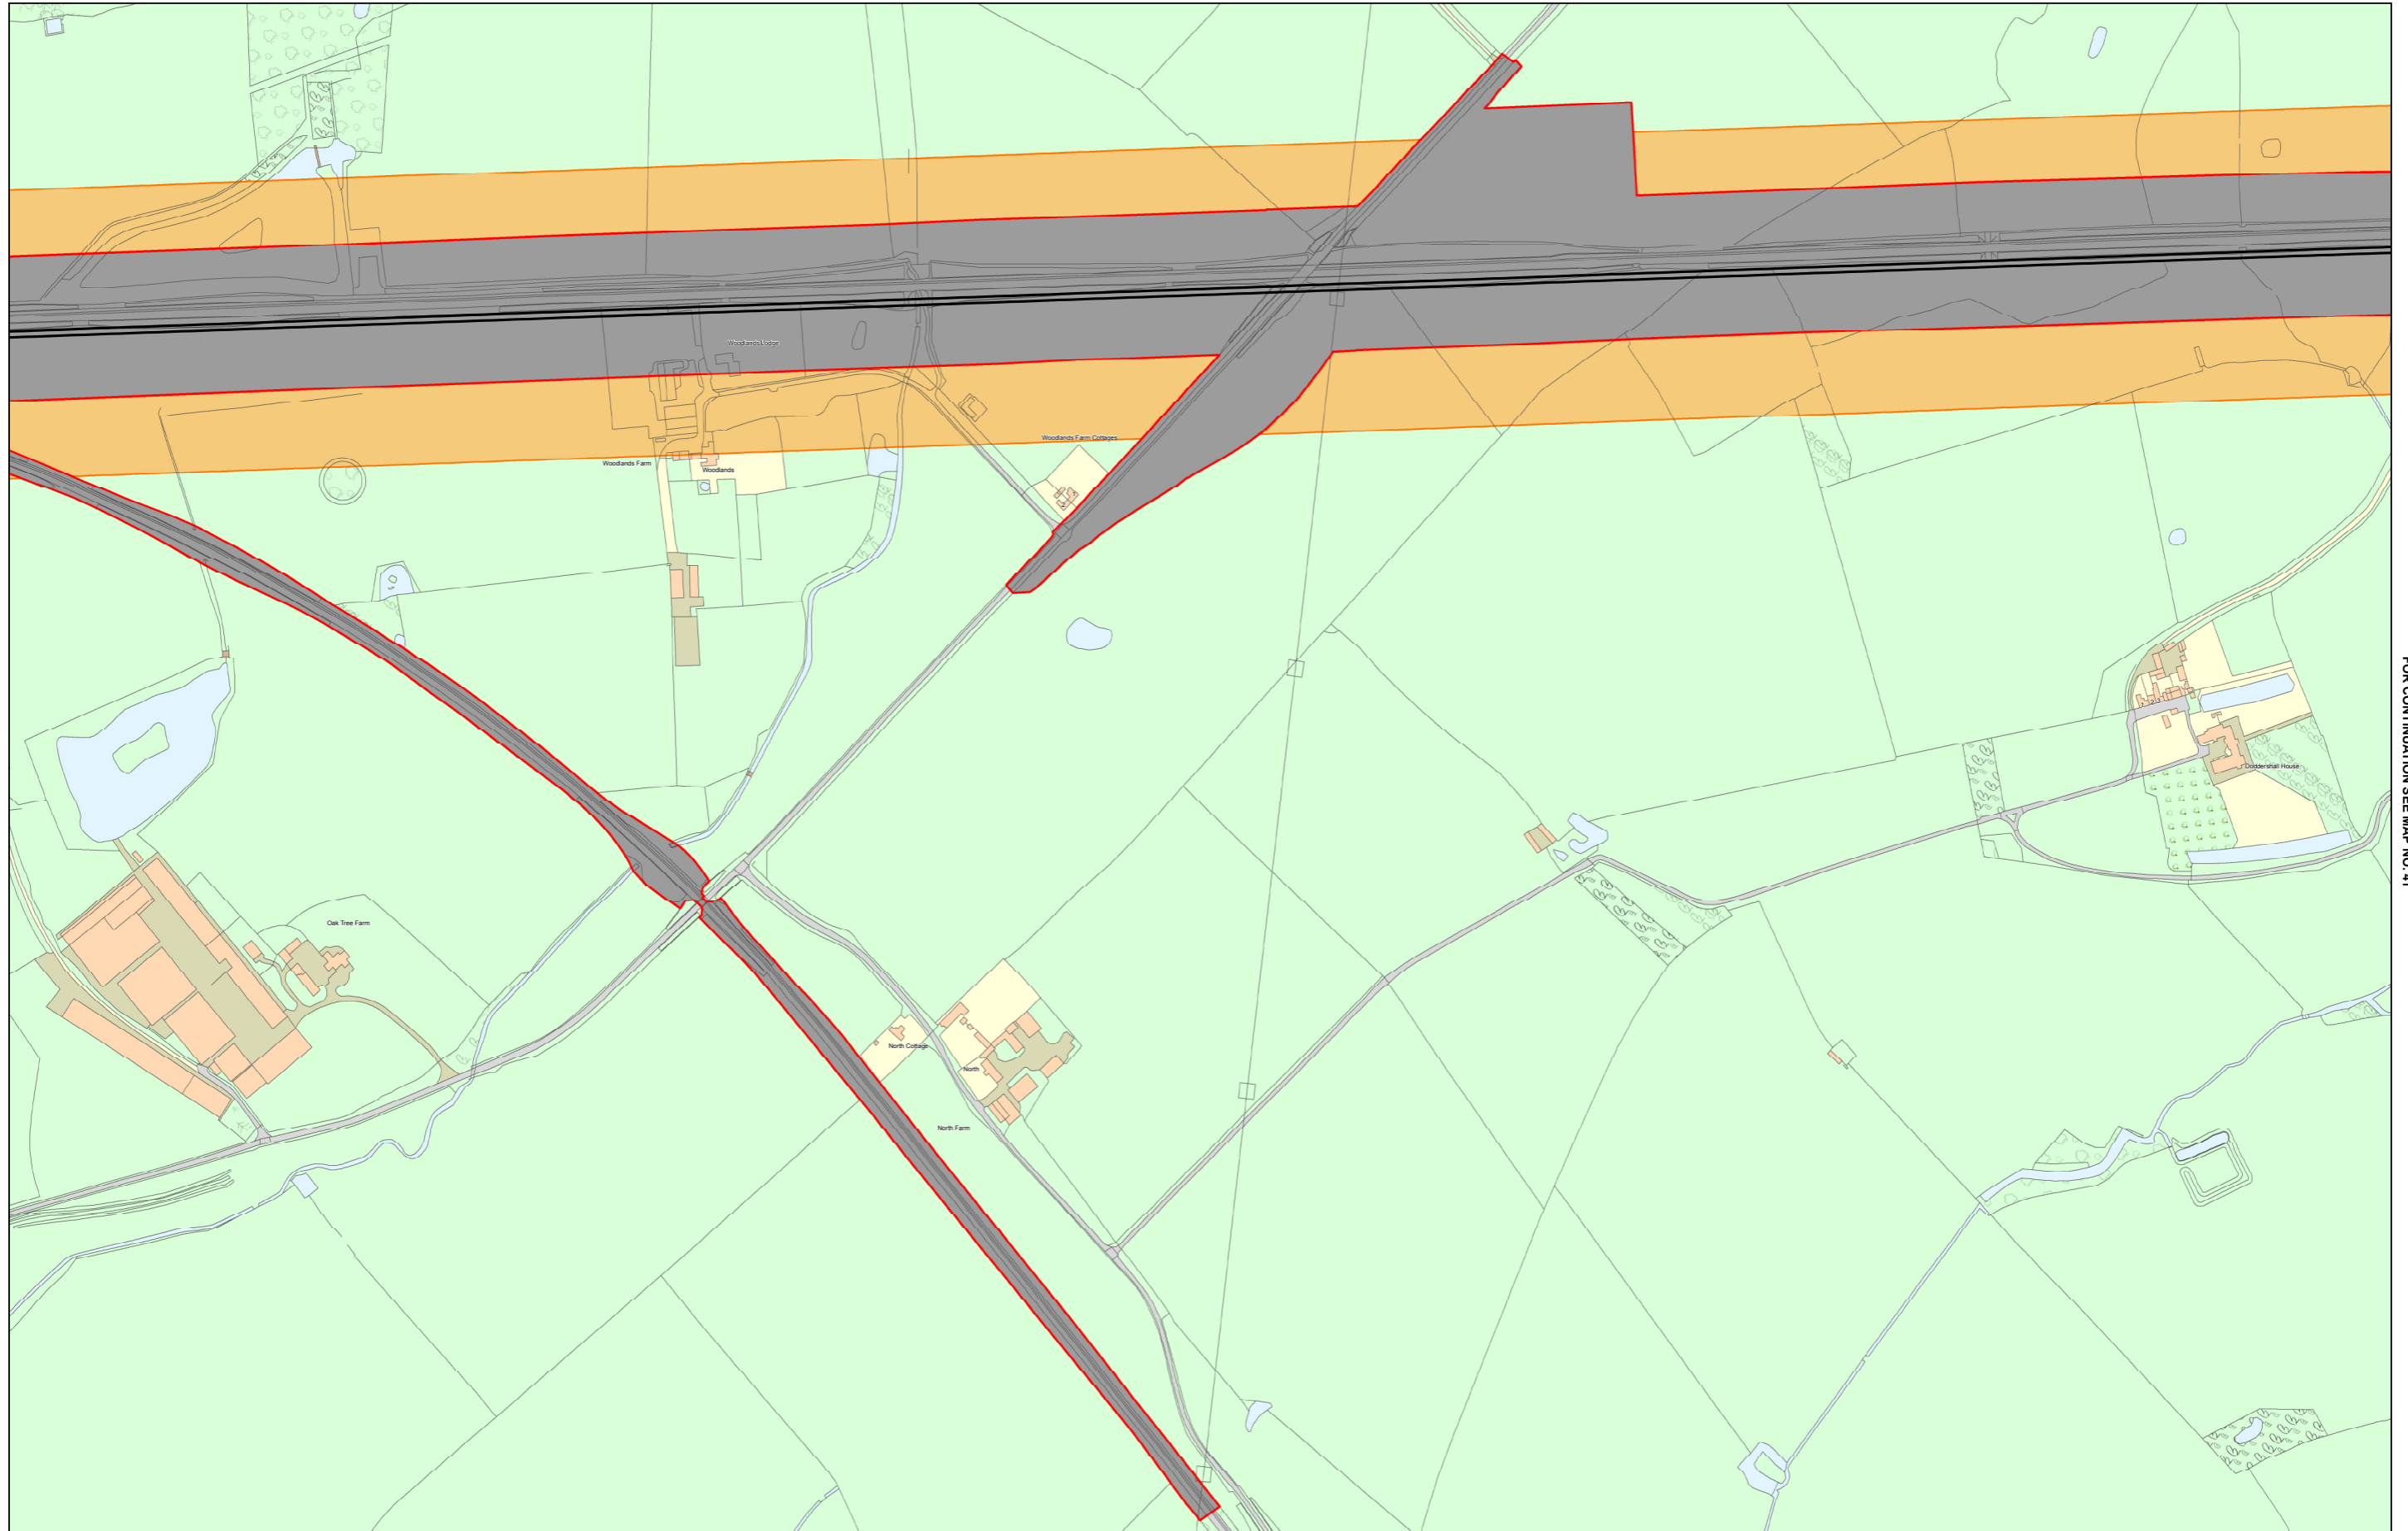 Woodlands Lodge
Woodlands Farm Cottages
Woodlands Farm
Woodlands
Doddershall House
Oak Tree Farm
North Cottage
North
North Farm
FOR CONTINUATION SEE MAP NO. 41